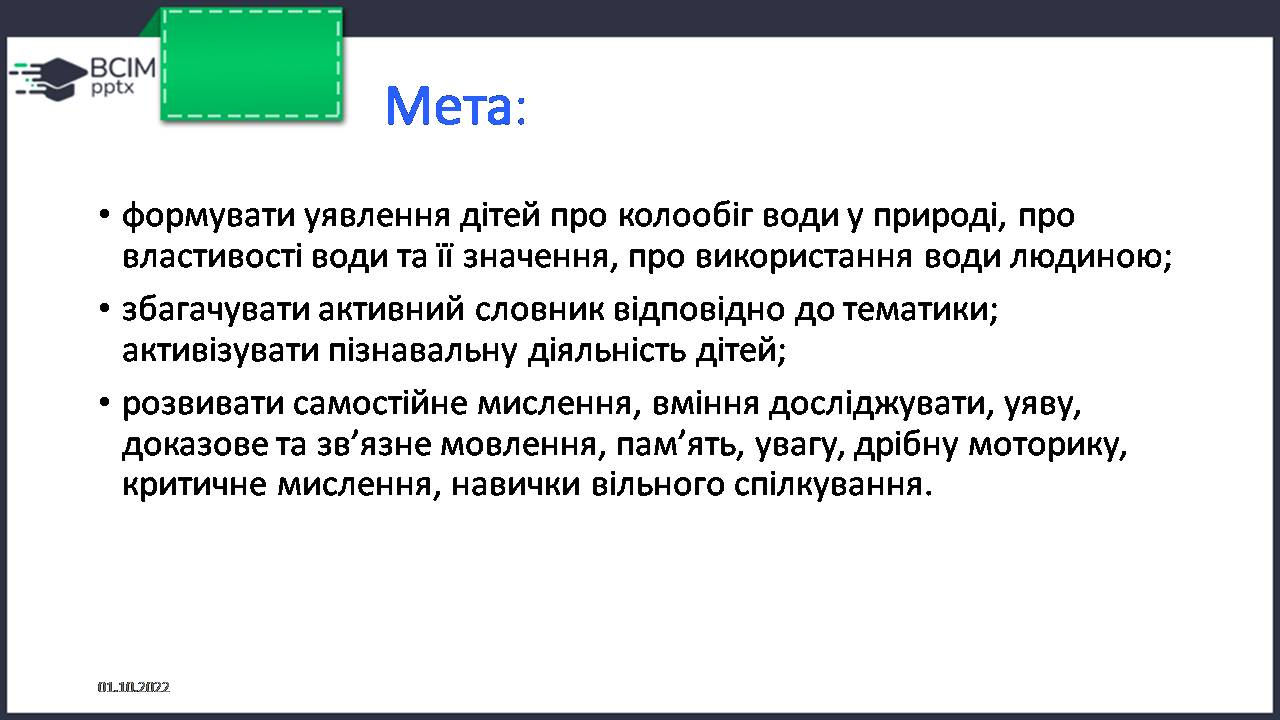 ВСІМ
pptx
Мета:
• формувати уявлення дітей про колообіг води у природі, про
властивості води та її значення, про використання води людиною;
• збагачувати активний словник відповідно до тематики;
активізувати пізнавальну діяльність дітей;
• розвивати самостійне мислення, вміння досліджувати, уяву,
доказове та зв’язне мовлення, пам’ять, увагу, дрібну моторику,
критичне мислення, навички вільного спілкування.
01.10.2022